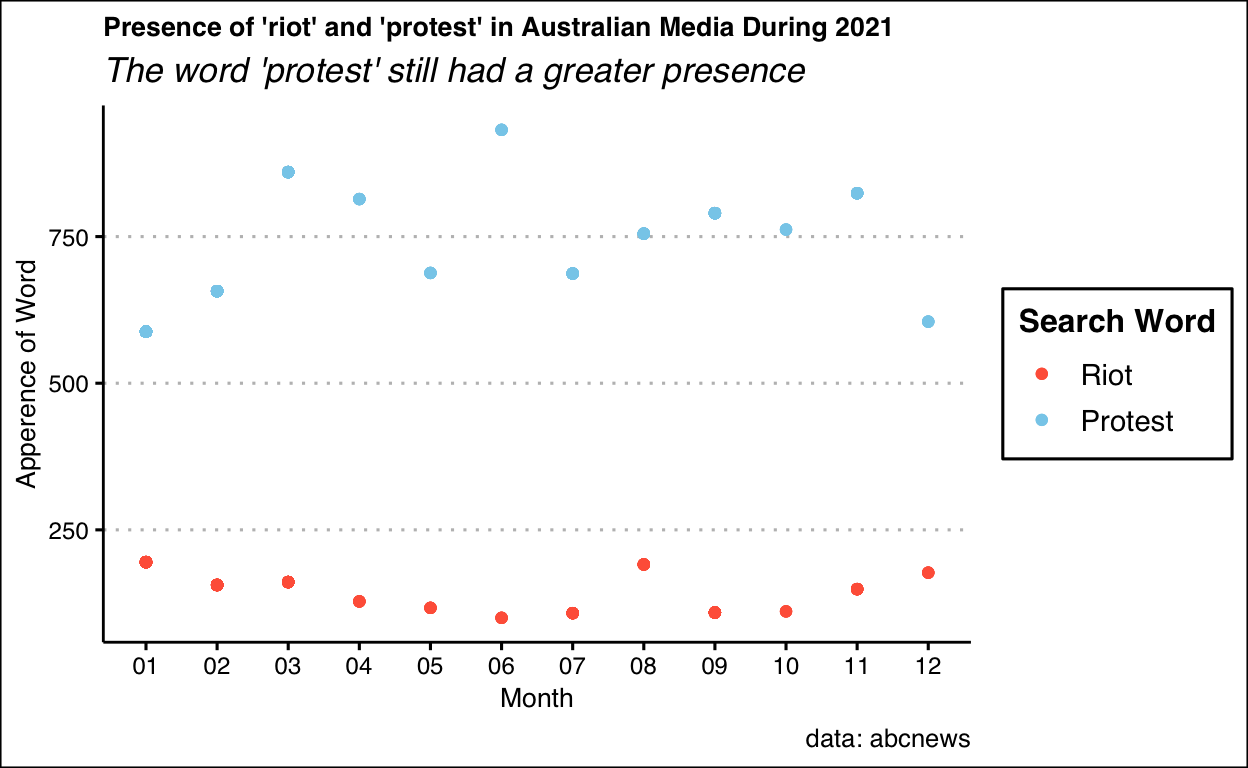 Presence of 'riot' and 'protest' in Australian Media During 2021
The word 'protest' still had a greater presence
Apperence of Word
750
500
250
01 02 03 04 05 06 07 08 09 10 11 12
Month
Search Word
Riot
Protest
data: abcnews